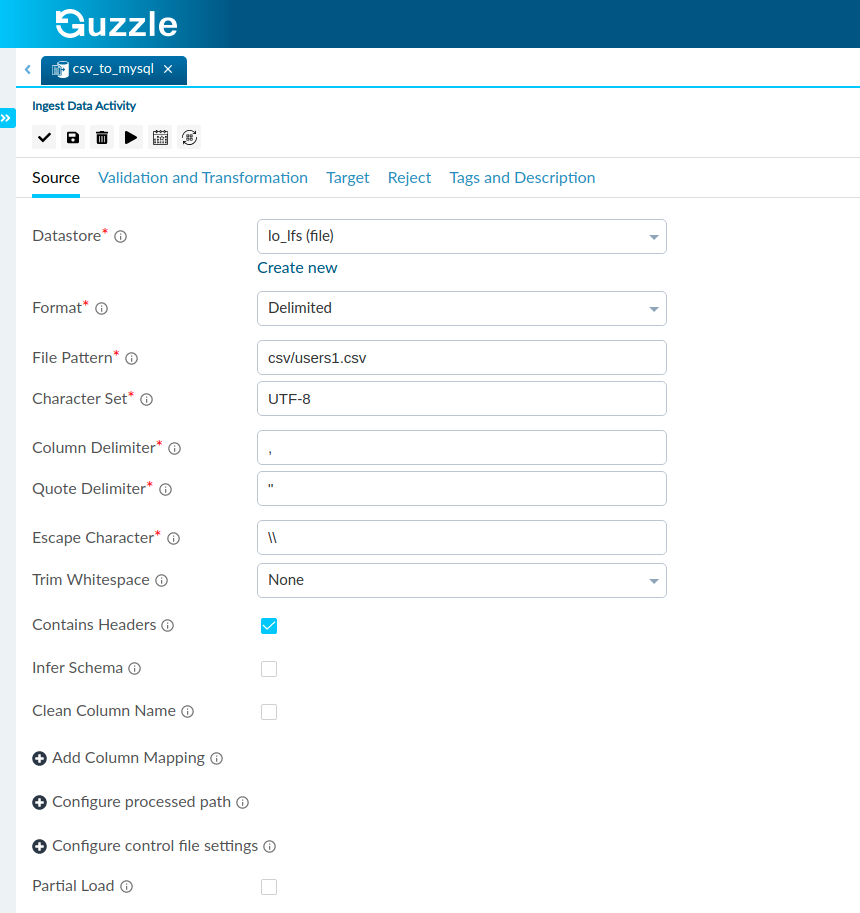 Guzzle
csv_to_mysql ×
Ingest Data Activity
Source Validation and Transformation Target Reject Tags and Description
Datastore* lo_lfs (file)
Create new
Format* Delimited
File Pattern* csv/users1.csv
Character Set* UTF-8
Column Delimiter* ,
Quote Delimiter* "
Escape Character* \\
Trim Whitespace None
Contains Headers
Infer Schema
Clean Column Name
Add Column Mapping
Configure processed path
Configure control file settings
Partial Load